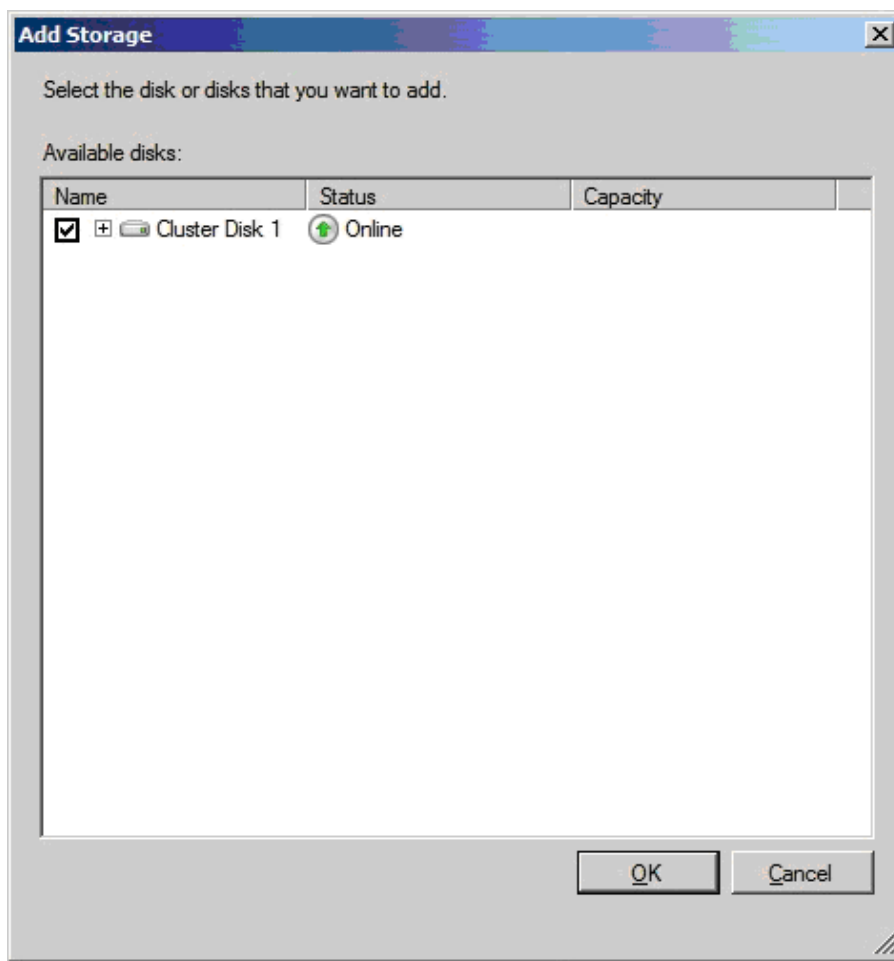 Add Storage
Select the disk or disks that you want to add.
Available disks:
Name Status Capacity
Cluster Disk 1 Online
OK Cancel